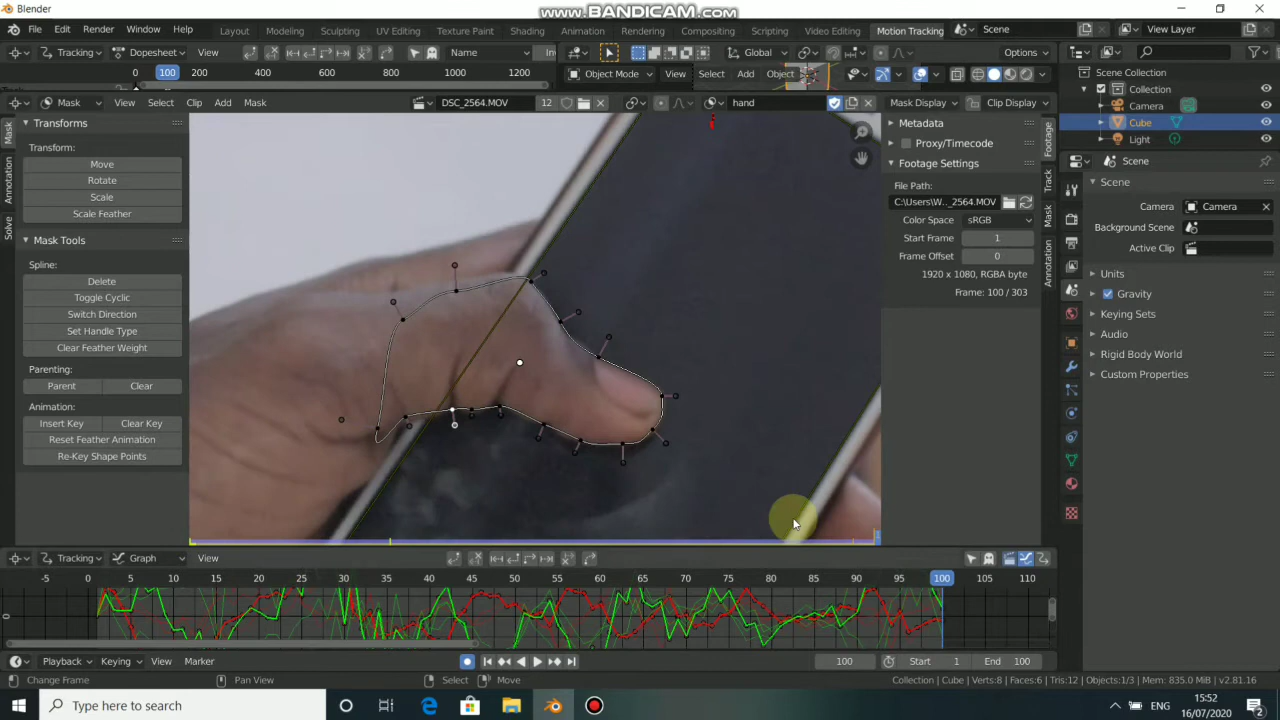 Blender
www.BANDICAM.com
File Edit Render Window Help Layout Modeling Sculpting UV Editing Texture Paint Shading Animation Rendering Compositing Scripting Video Editing Motion Tracking Scene View Layer
Tracking Dopesheet View Name Inv Global Options
0 100 200 400 600 800 1000 1200 Object Mode View Select Add Object
Scene Collection
Collection
Camera
Cube
Light
Mask View Select Clip Add Mask DSC_2564.MOV 12 hand Mask Display Clip Display
Transforms
Transform:
Move
Rotate
Scale
Scale Feather
Mask Tools
Spline:
Delete
Toggle Cyclic
Switch Direction
Set Handle Type
Clear Feather Weight
Parenting:
Parent Clear
Animation:
Insert Key Clear Key
Reset Feather Animation
Re-Key Shape Points
Mask
Annotation
Solve
Metadata
Proxy/Timecode
Footage Settings
File Path:
C:\Users\W.._2564.MOV
Color Space sRGB
Start Frame 1
Frame Offset 0
1920 x 1080, RGBA byte
Frame: 100 / 303
Footage
Track
Mask
Annotation
Scene
Scene
Camera Camera
Background Scene
Active Clip
Units
Gravity
Keying Sets
Audio
Rigid Body World
Custom Properties
Tracking Graph View
-5 0 5 10 15 20 25 30 35 40 45 50 55 60 65 70 75 80 85 90 95 100 105 110
0
Playback Keying View Marker 100 Start 1 End 100
Change Frame Pan View Select Move Collection | Cube | Verts:8 | Faces:6 | Tris:12 | Objects:1/3 | Mem: 835.0 MiB | v2.81.16
Type here to search ENG 15:52
16/07/2020 2